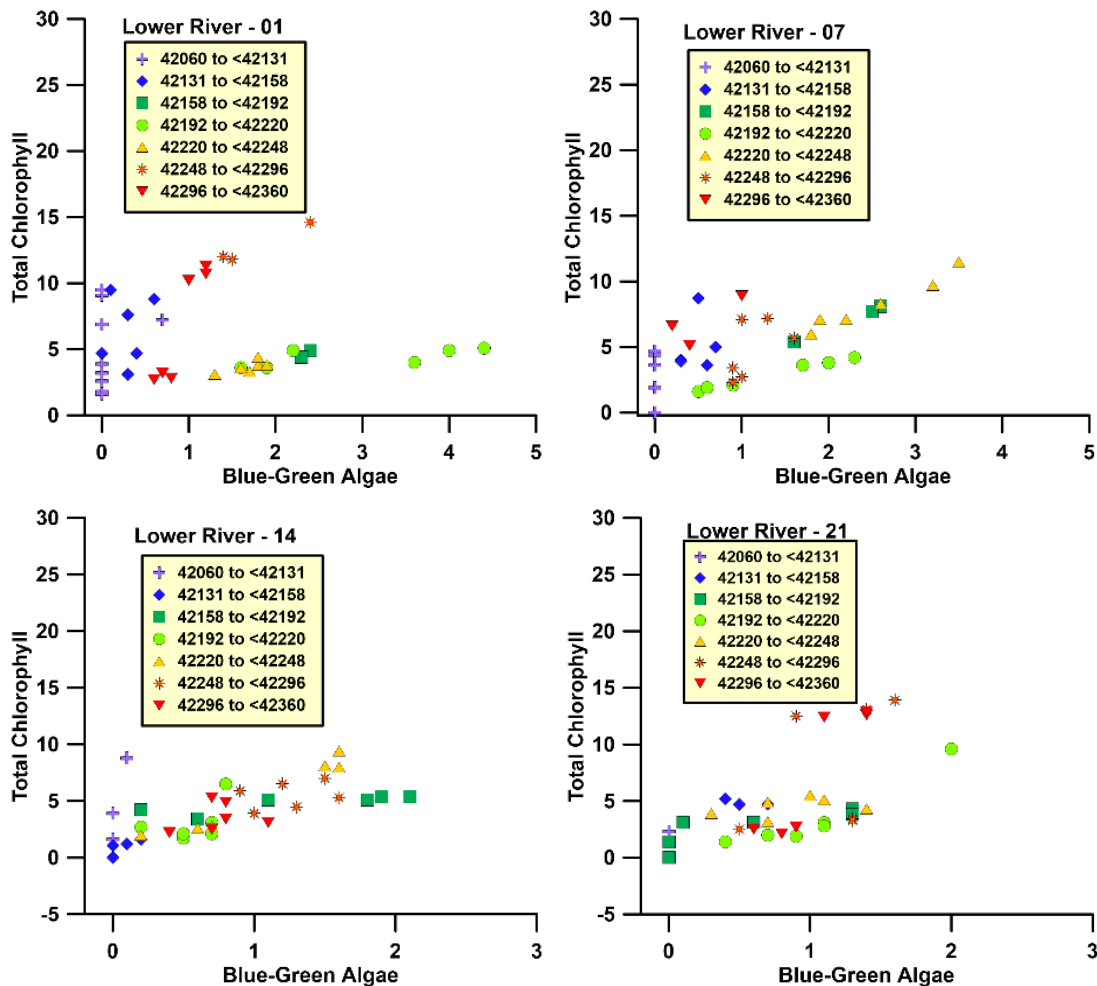 Lower River - 01
42060 to <42131
42131 to <42158
42158 to <42192
42192 to <42220
42220 to <42248
42248 to <42296
42296 to <42360
30
25
20
15
10
5
0
Total Chlorophyll
0 1 2 3 4 5
Blue-Green Algae
Lower River - 07
42060 to <42131
42131 to <42158
42158 to <42192
42192 to <42220
42220 to <42248
42248 to <42296
42296 to <42360
30
25
20
15
10
5
0
Total Chlorophyll
0 1 2 3 4 5
Blue-Green Algae
Lower River - 14
42060 to <42131
42131 to <42158
42158 to <42192
42192 to <42220
42220 to <42248
42248 to <42296
42296 to <42360
30
25
20
15
10
5
0
-5
Total Chlorophyll
0 1 2 3
Blue-Green Algae
Lower River - 21
42060 to <42131
42131 to <42158
42158 to <42192
42192 to <42220
42220 to <42248
42248 to <42296
42296 to <42360
30
25
20
15
10
5
0
-5
Total Chlorophyll
0 1 2 3
Blue-Green Algae